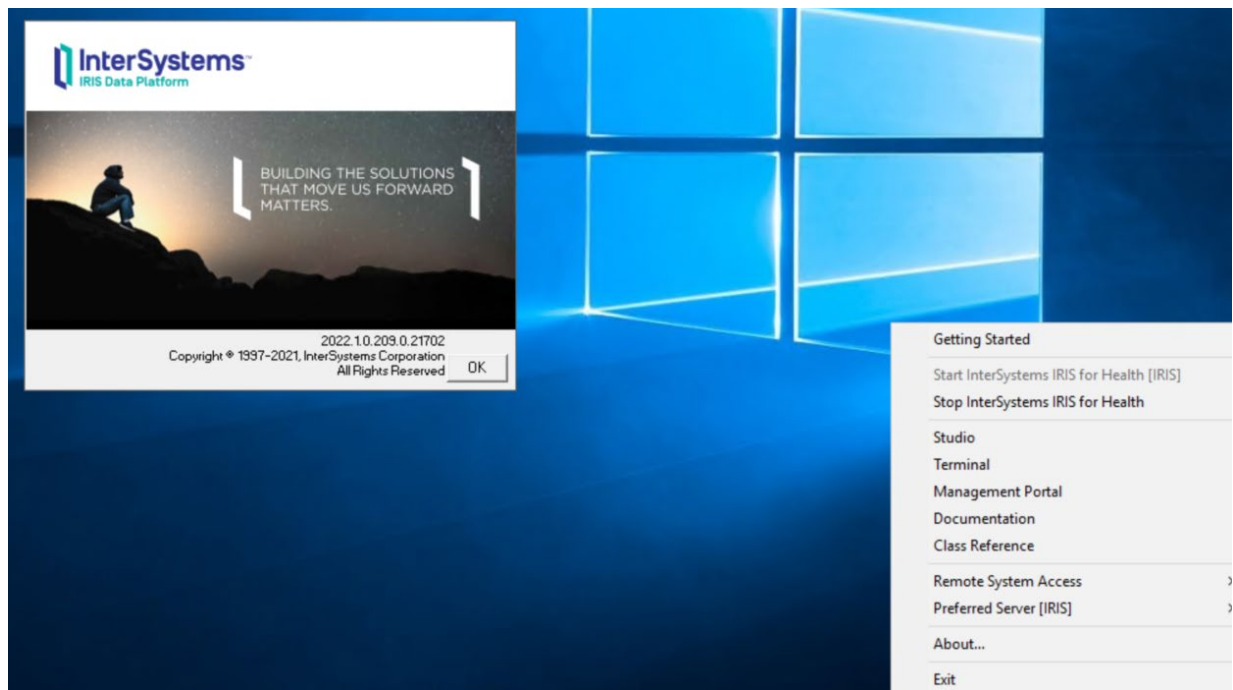 InterSystems™
IRIS Data Platform
BUILDING THE SOLUTIONS
THAT MOVE US FORWARD
MATTERS.
2022.1.0.209.0.21702
Copyright © 1997-2021, InterSystems Corporation
All Rights Reserved
OK
Getting Started
Start InterSystems IRIS for Health [IRIS]
Stop InterSystems IRIS for Health
Studio
Terminal
Management Portal
Documentation
Class Reference
Remote System Access
Preferred Server [IRIS]
About...
Exit